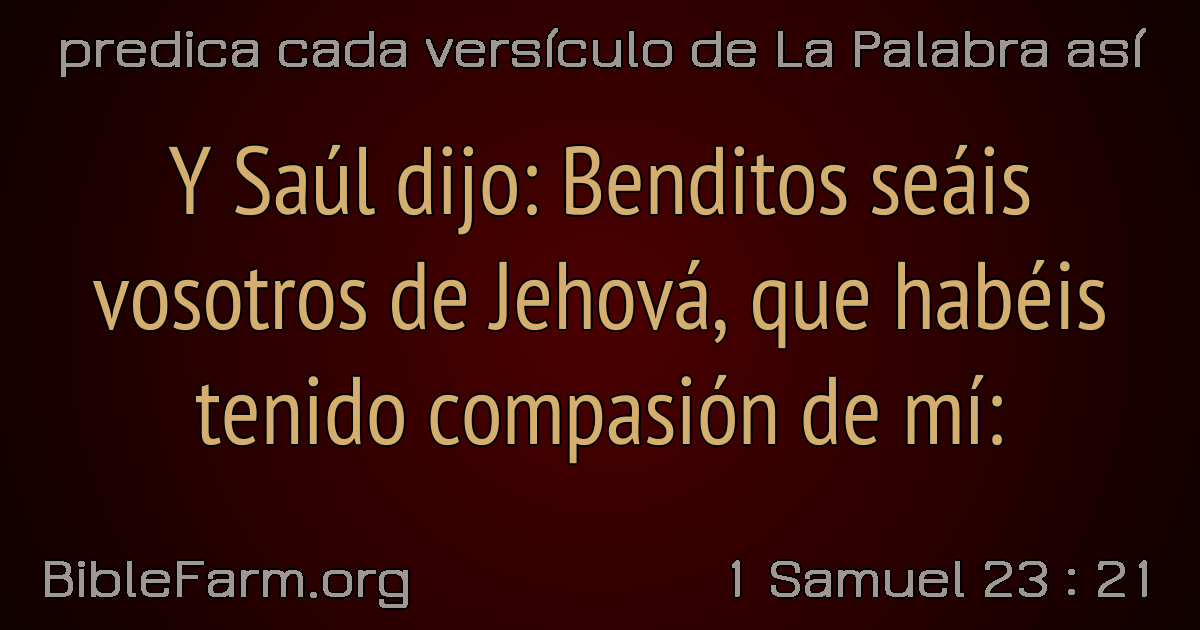 predica cada versículo de La Palabra así
Y Saúl dijo: Benditos seáis
vosotros de Jehová, que habéis
tenido compasión de mí:
BibleFarm.org
1 Samuel 23 : 21